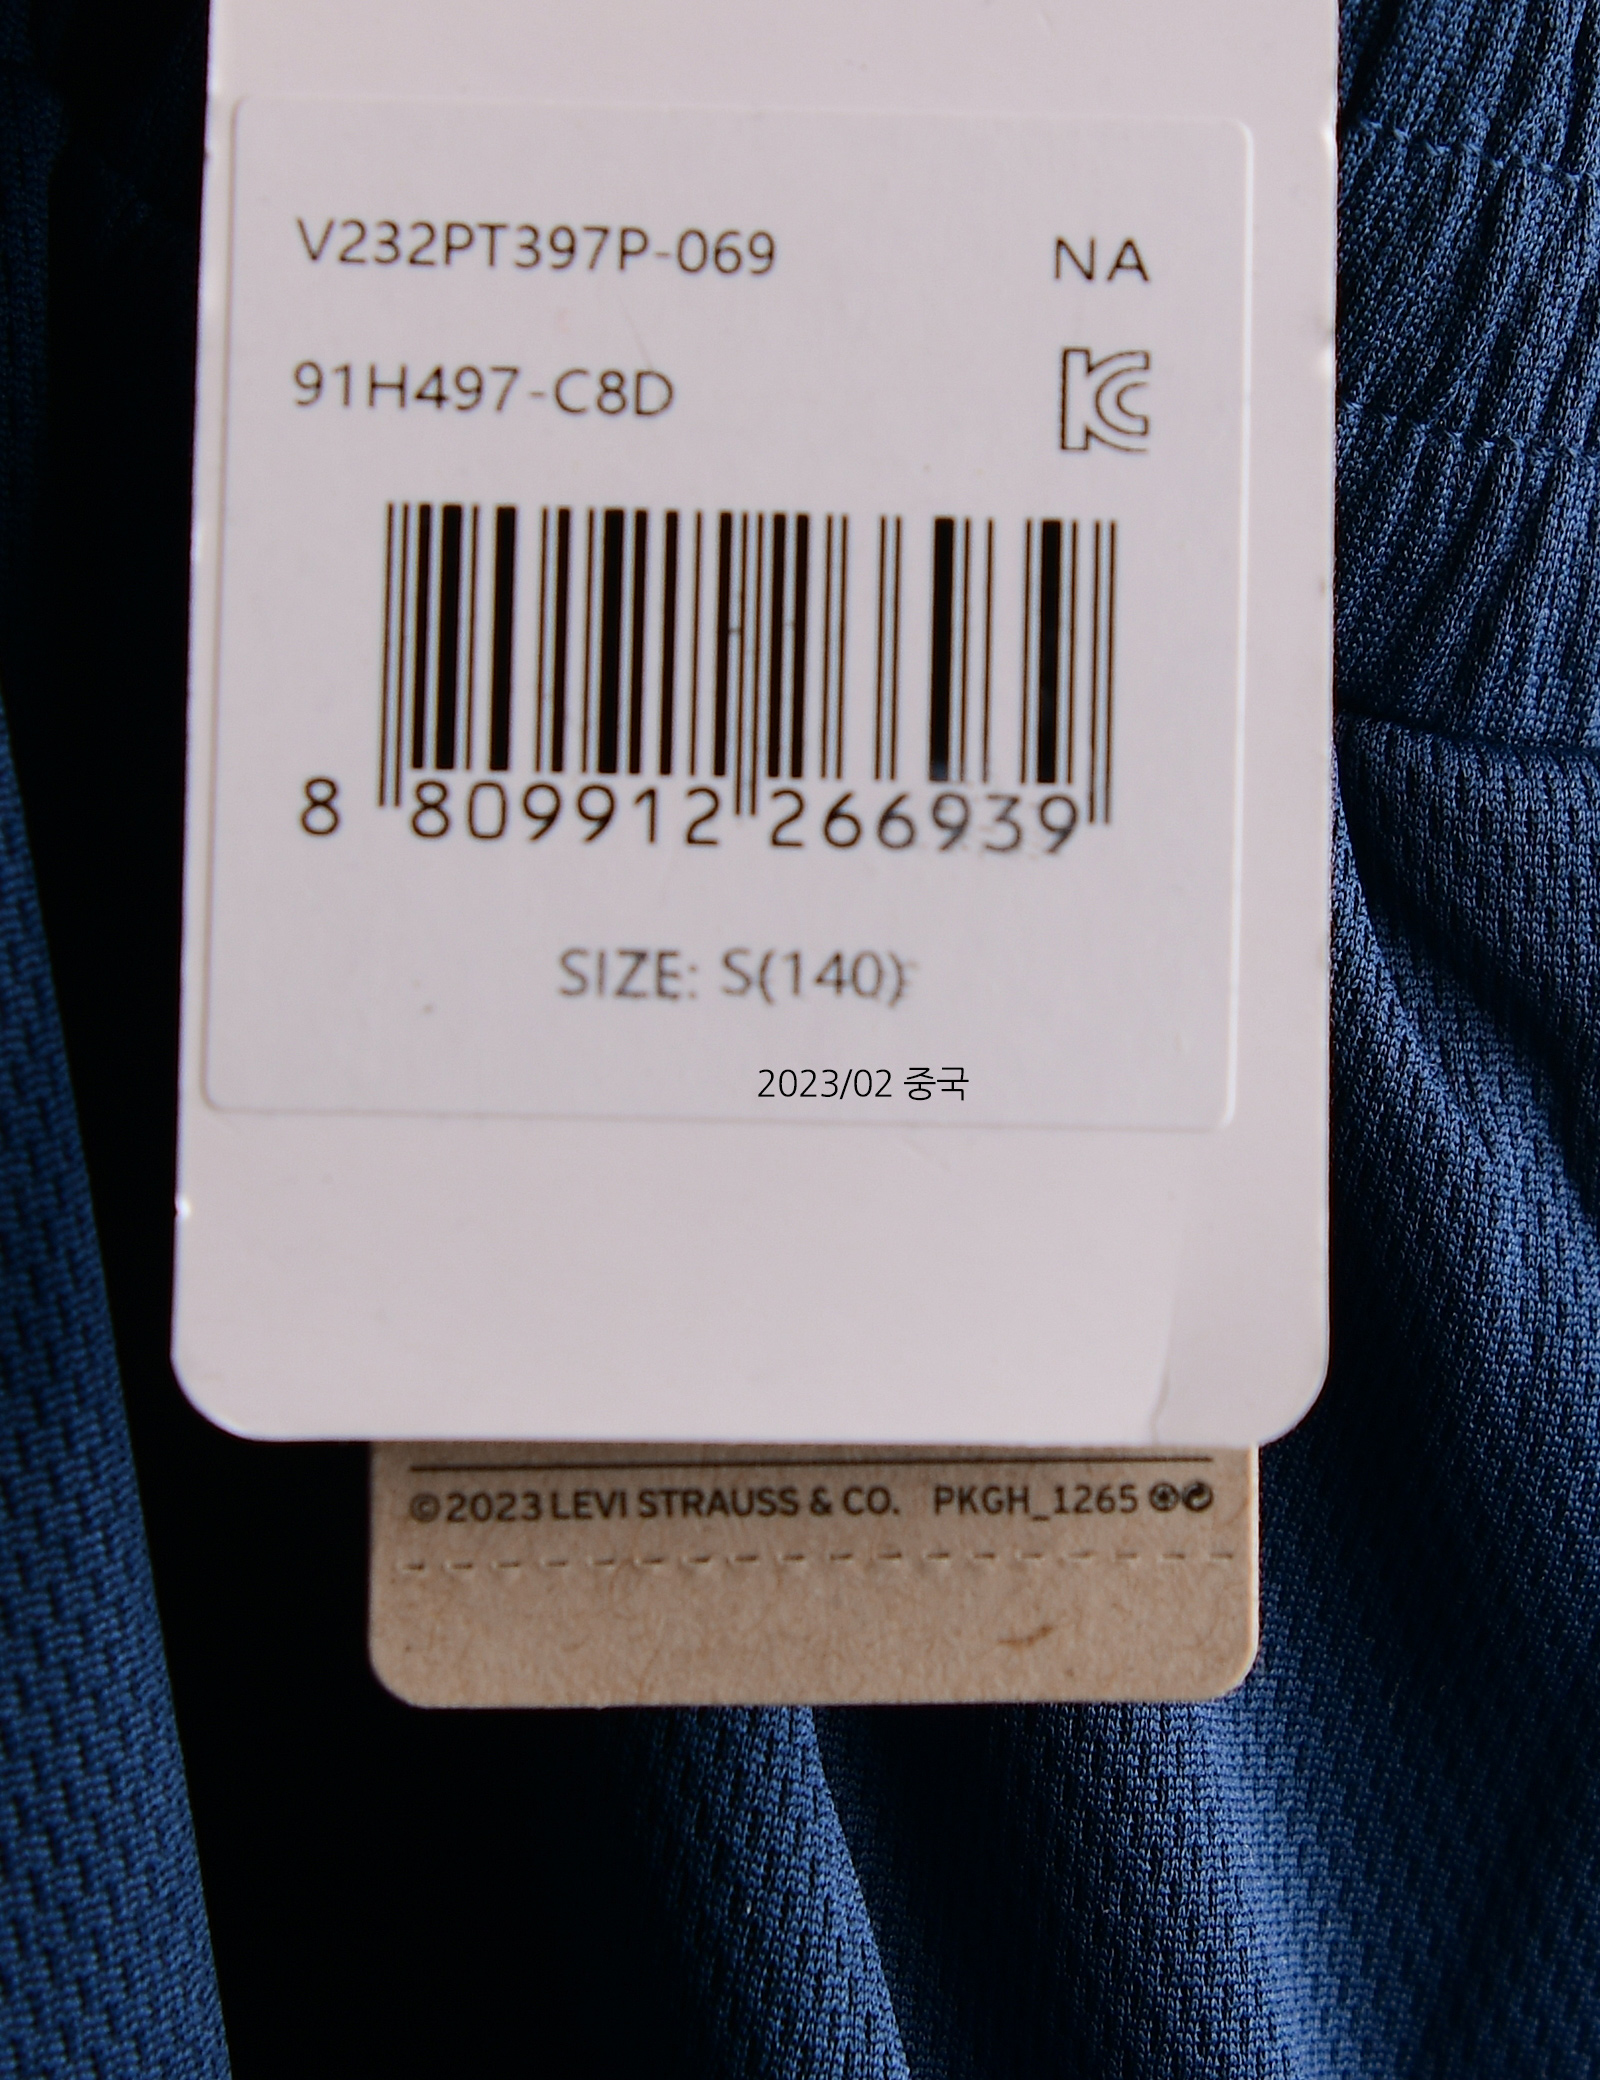 V232PT397P-069 NA
91H497-C8D
8 809912 266939
SIZE: S(140)
2023/02 중국
©2023 LEVI STRAUSS & CO. PKGH_1265